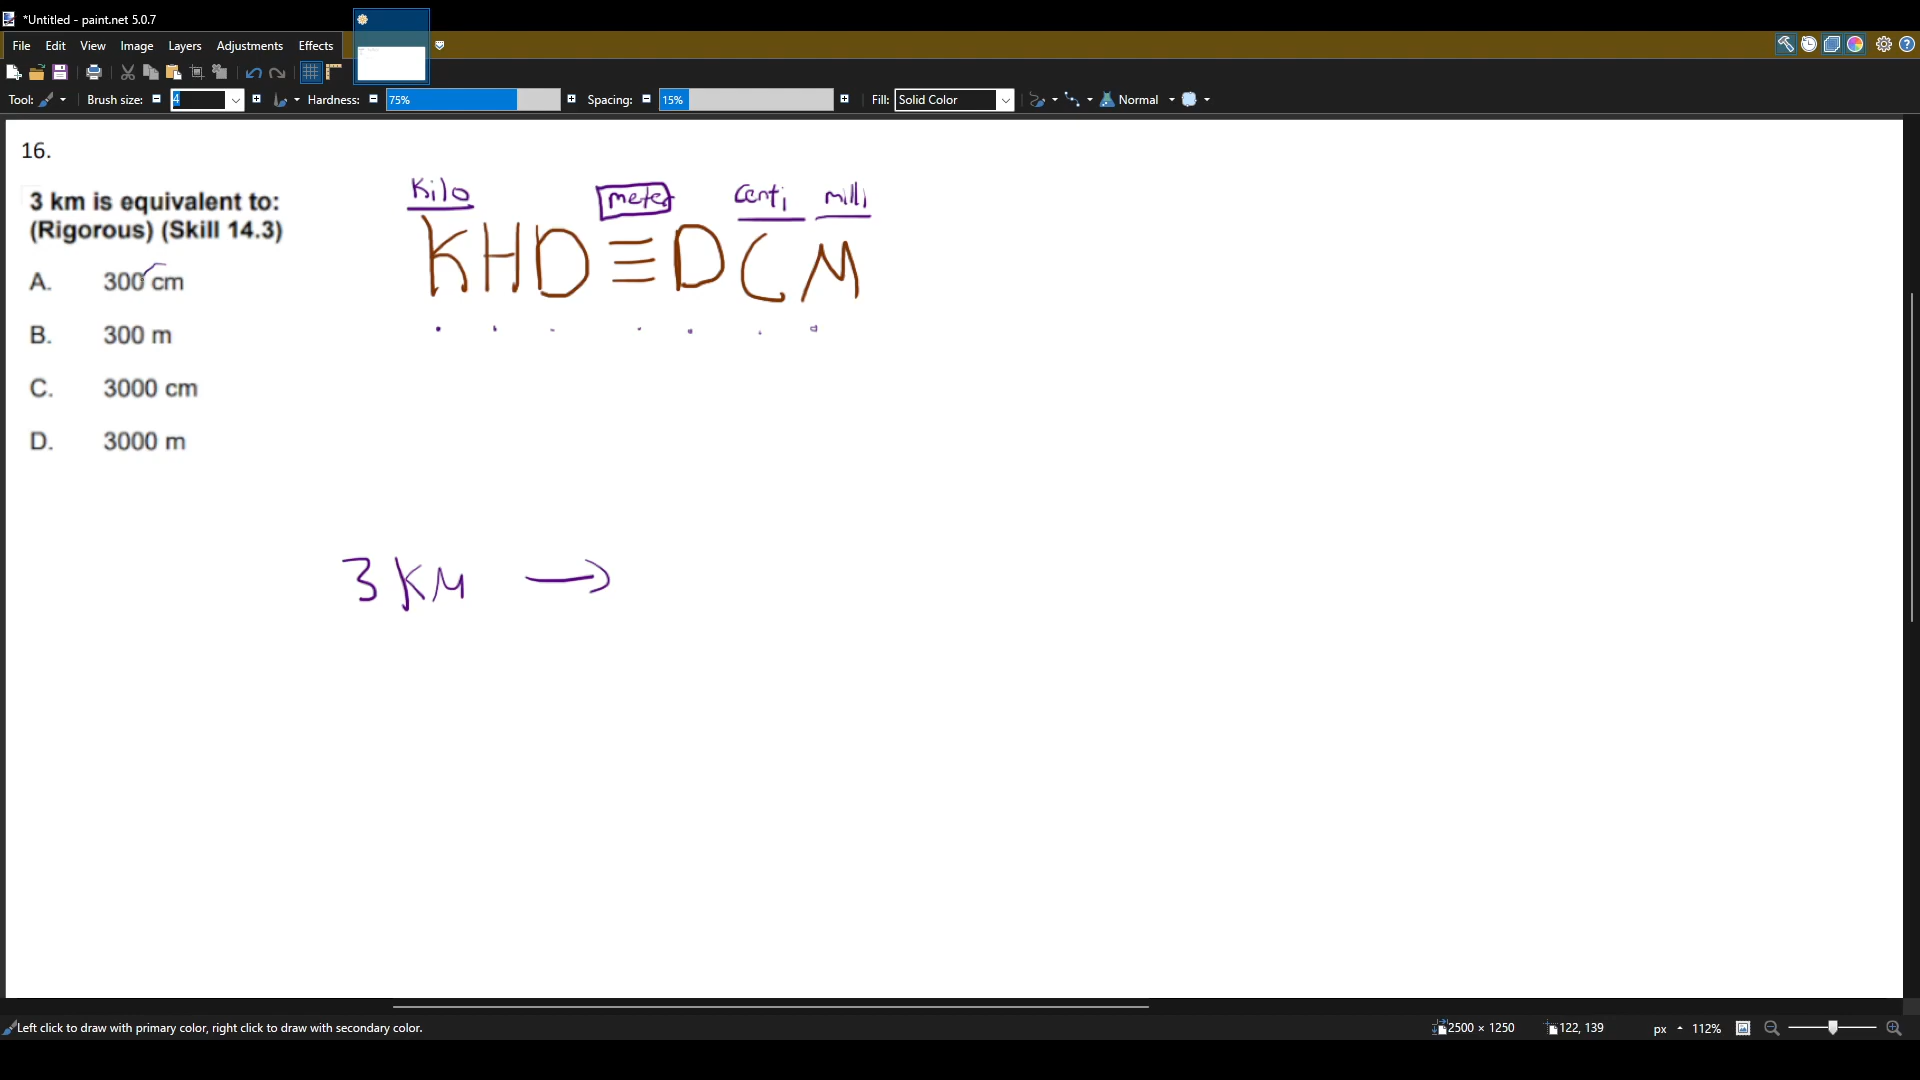 *Untitled - paint.net 5.0.7
File Edit View Image Layers Adjustments Effects
Tool: Brush size: 4 Hardness: 75% Spacing: 15% Fill: Solid Color Normal
16.
3 km is equivalent to:
(Rigorous) (Skill 14.3)
A. 300 cm
B. 300 m
C. 3000 cm
D. 3000 m
Kilo meter centi milli
K H D D C M
3 KM →
Left click to draw with primary color, right click to draw with secondary color.
2500 × 1250 122, 139 px 112%